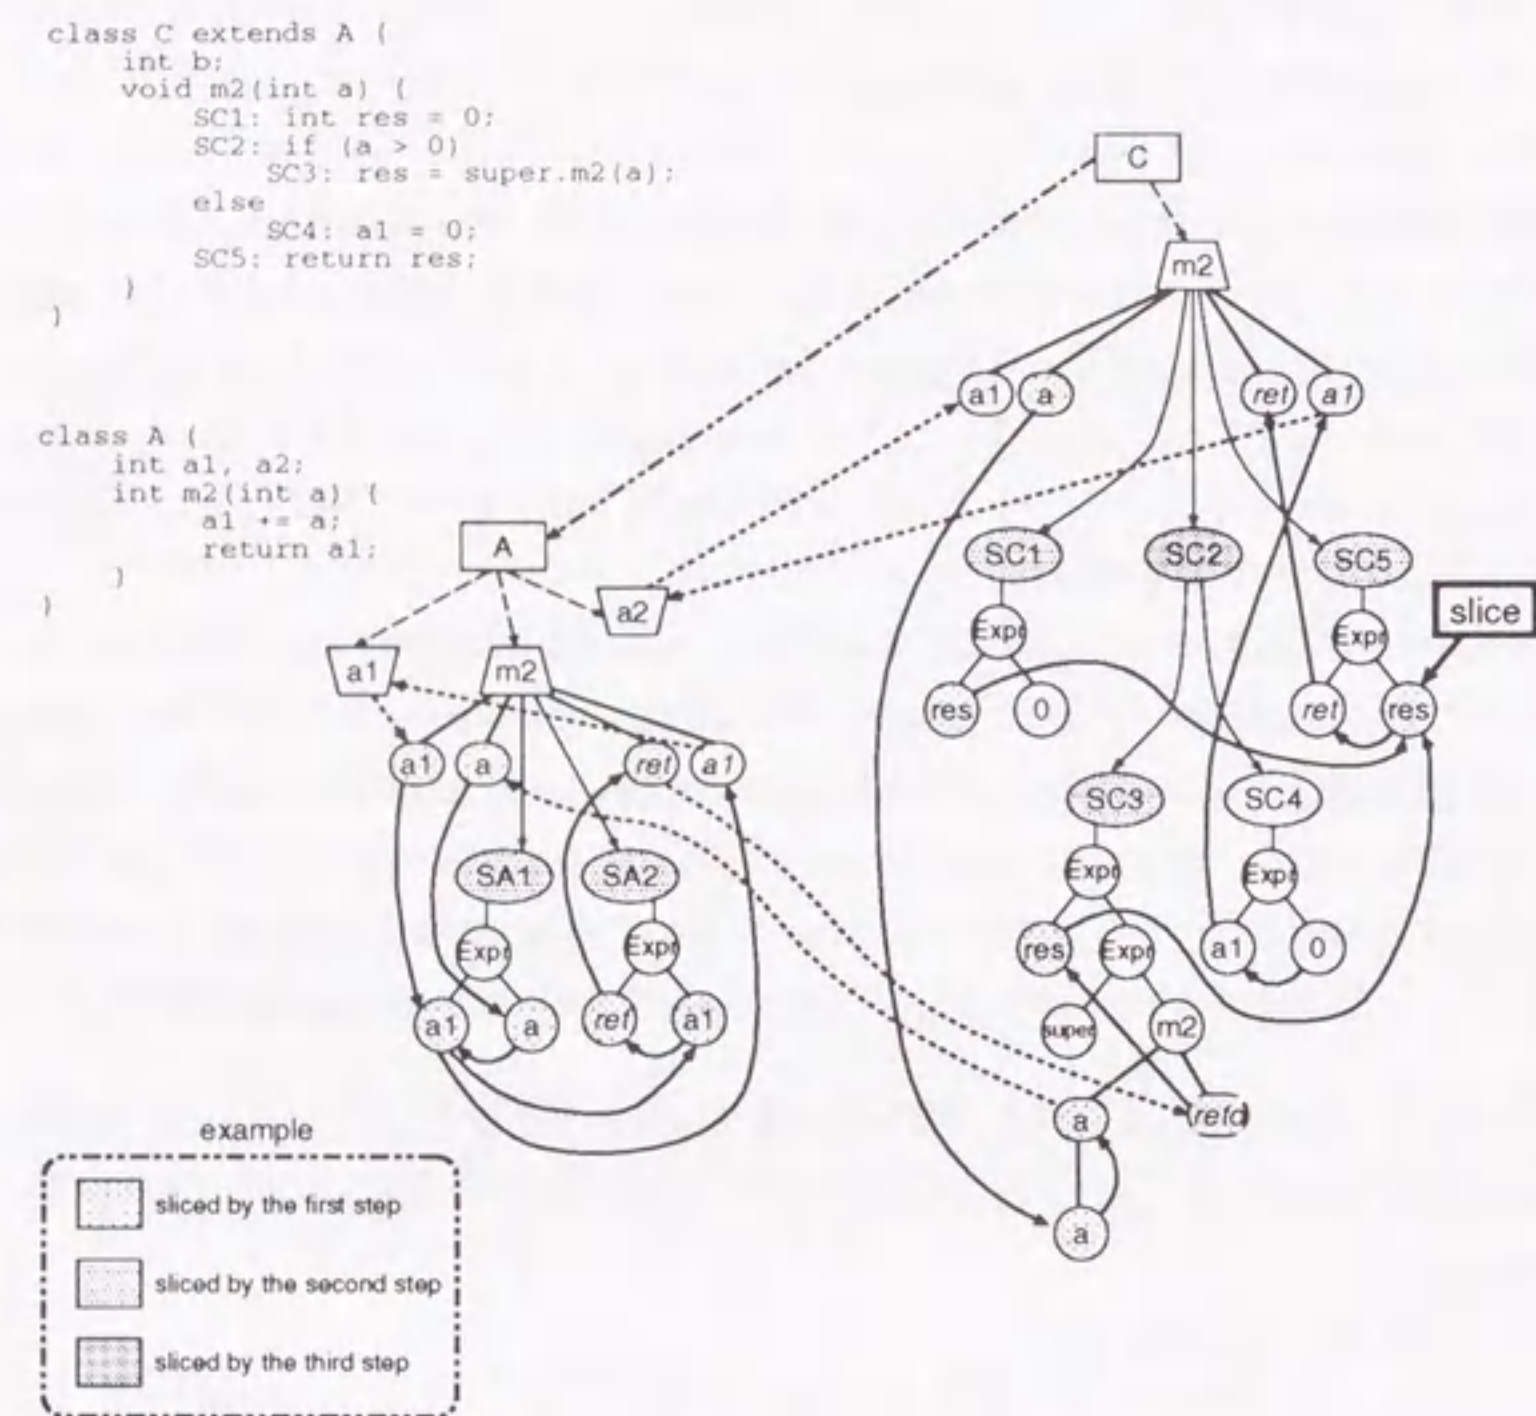 class C extends A {
int b;
void m2(int a) {
SC1: int res = 0;
SC2: if (a > 0)
SC3: res = super.m2(a);
else
SC4: a1 = 0;
SC5: return res;
}
}
class A {
int a1, a2;
int m2(int a) {
a1 += a;
return a1;
}
}
C
m2
a1 a ret a1
SC1 SC2 SC5
A
a2
slice
Expr Expr
a1 m2
res 0 ret res
a1 a ret a1
SC3 SC4
SA1 SA2
Expr Expr
Expr Expr
res Expr a1 0
a1 a ret a1
super m2
a
a
example
sliced by the first step
sliced by the second step
sliced by the third step